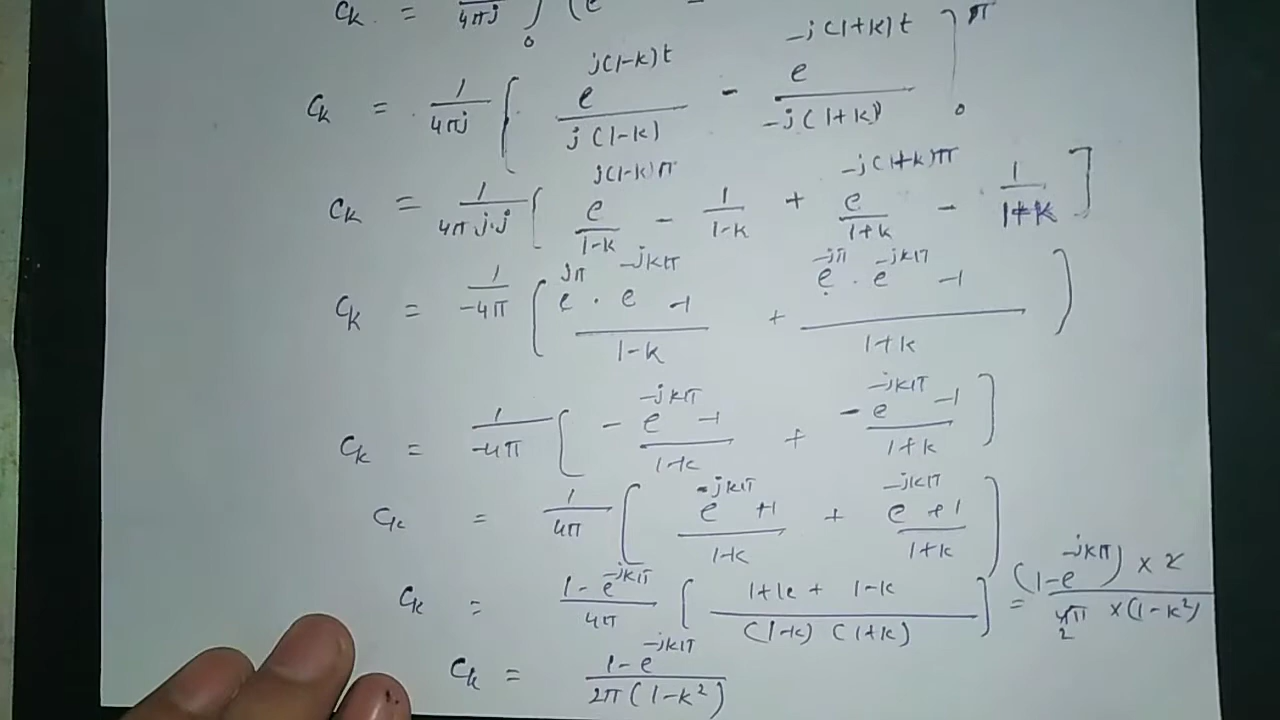 Ck = 1/4πj ∫0 (e -
Ck = 1/4πj [ e^j(1-k)t / j(1-k) - e^-j(1+k)t / -j(1+k) ]0^π
Ck = 1/4π j·j [ e^j(1-k)π / 1-k - 1/1-k + e^-j(1+k)π / 1+k - 1/1+k ]
Ck = 1/-4π [ e^jπ · e^-jkπ -1 / 1-k + e^-jπ · e^-jkπ -1 / 1+k ]
Ck = 1/-4π [ -e^-jkπ -1 / 1-k + -e^-jkπ -1 / 1+k ]
Ck = 1/4π [ e^-jkπ +1 / 1-k + e^-jkπ +1 / 1+k ]
Ck = 1-e^-jkπ / 4π [ 1+k + 1-k / (1-k) (1+k) ] = (1-e^-jkπ) × 2 / 4π × (1-k²)
2
Ck = 1-e^-jkπ / 2π(1-k²)